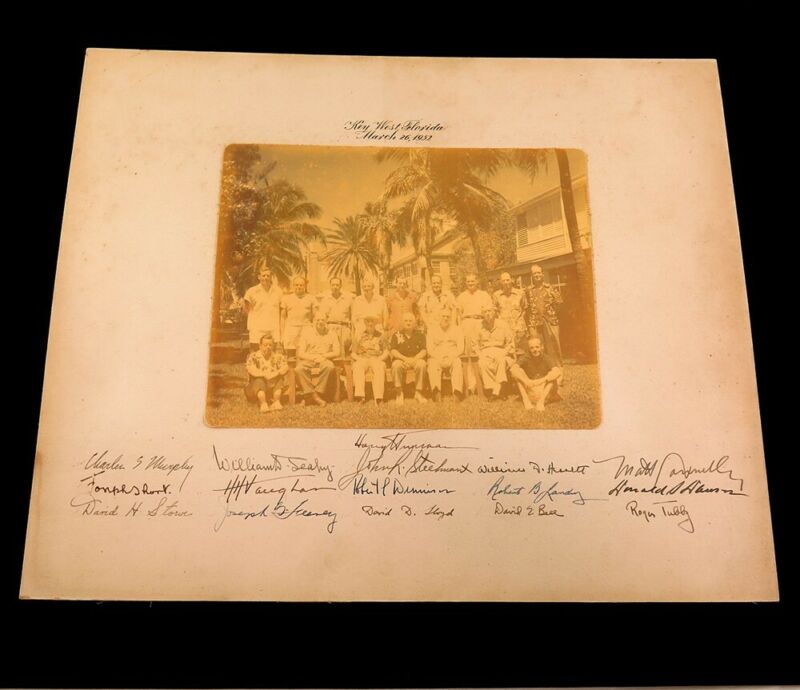 Key West Florida
March 26, 1952
Harry Truman
Charles S Murphy William D. Leahy John R. Steelman William D. Hassett Matt Connelly
Joseph Short HH Vaughan Robert L Dennison Robert B. Landry Donald S Dawson
David H Stowe Joseph G Feeney David D. Lloyd David E Bell Roger Tubby